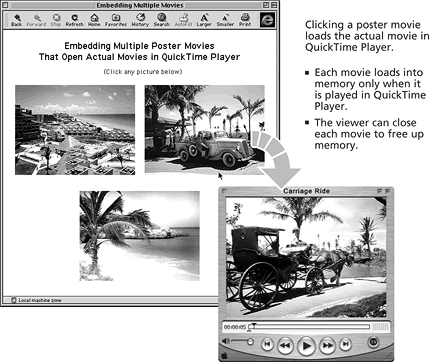 Embedding Multiple Movies
Back Forward Stop Refresh Home Favorites History Search AutoFill Larger Smaller Print
Embedding Multiple Poster Movies
That Open Actual Movies in QuickTime Player
(Click any picture below)
Local machine zone
Clicking a poster movie
loads the actual movie in
QuickTime Player.
Each movie loads into
memory only when it
is played in QuickTime
Player.
The viewer can close
each movie to free up
memory.
Carriage Ride
00:00:05